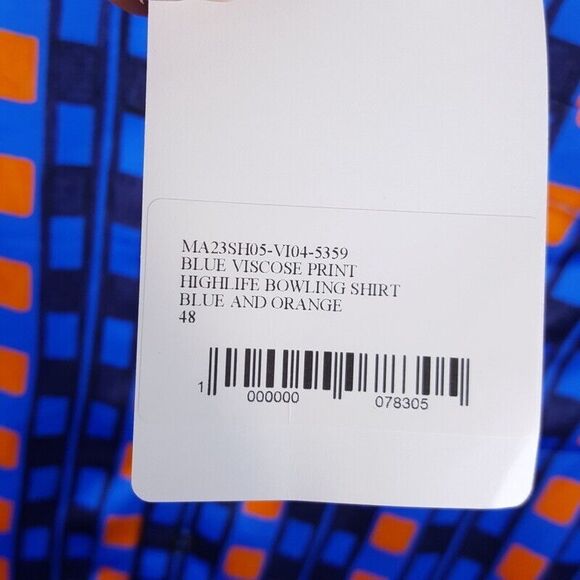 MA23SH05-VI04-5359
BLUE VISCOSE PRINT
HIGHLIFE BOWLING SHIRT
BLUE AND ORANGE
48
1 000000 078305